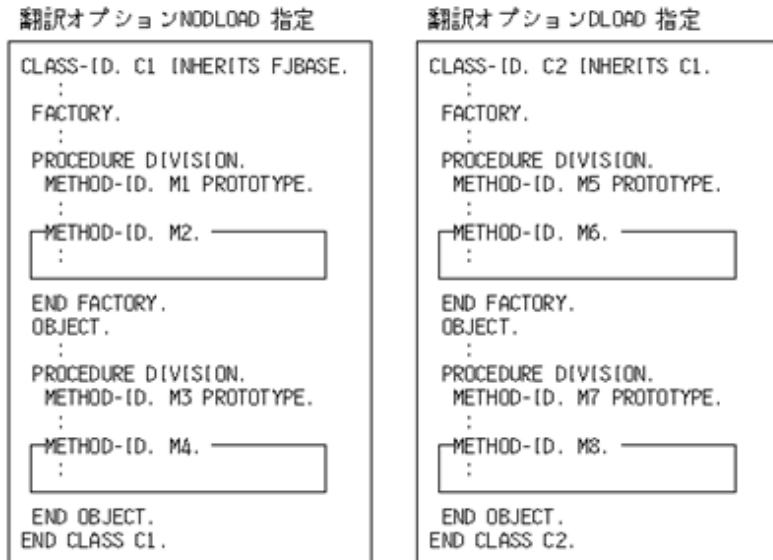 翻訳オプションNODLOAD 指定
CLASS-ID. C1 INHERITS FJBASE.
:
FACTORY.
:
PROCEDURE DIVISION.
METHOD-ID. M1 PROTOTYPE.
:
METHOD-ID. M2.
:
END FACTORY.
OBJECT.
:
PROCEDURE DIVISION.
METHOD-ID. M3 PROTOTYPE.
:
METHOD-ID. M4.
:
END OBJECT.
END CLASS C1.
翻訳オプションDLOAD 指定
CLASS-ID. C2 INHERITS C1.
:
FACTORY.
:
PROCEDURE DIVISION.
METHOD-ID. M5 PROTOTYPE.
:
METHOD-ID. M6.
:
END FACTORY.
OBJECT.
:
PROCEDURE DIVISION.
METHOD-ID. M7 PROTOTYPE.
:
METHOD-ID. M8.
:
END OBJECT.
END CLASS C2.